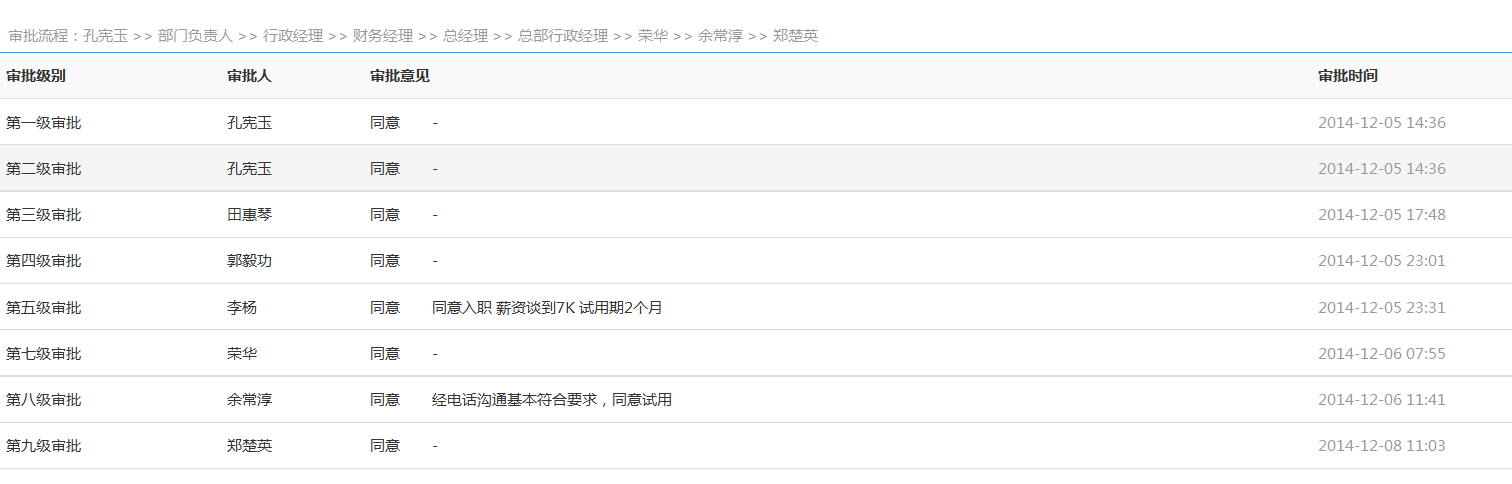 审批流程：孔宪玉 >> 部门负责人 >> 行政经理 >> 财务经理 >> 总经理 >> 总部行政经理 >> 荣华 >> 余常淳 >> 郑楚英
审批级别 审批人 审批意见 审批时间
第一级审批 孔宪玉 同意 - 2014-12-05 14:36
第二级审批 孔宪玉 同意 - 2014-12-05 14:36
第三级审批 田惠琴 同意 - 2014-12-05 17:48
第四级审批 郭毅功 同意 - 2014-12-05 23:01
第五级审批 李杨 同意 同意入职 薪资谈到7K 试用期2个月 2014-12-05 23:31
第七级审批 荣华 同意 - 2014-12-06 07:55
第八级审批 余常淳 同意 经电话沟通基本符合要求，同意试用 2014-12-06 11:41
第九级审批 郑楚英 同意 - 2014-12-08 11:03